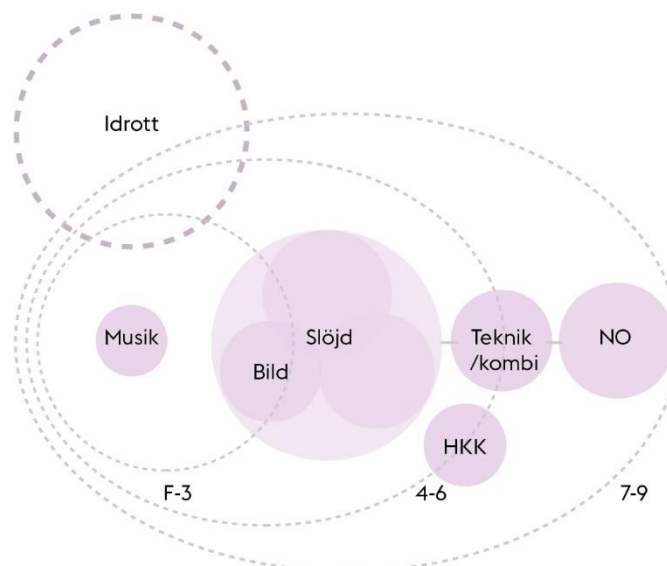 Idrott
Musik
Slöjd
Bild
Teknik
/kombi
NO
HKK
F-3
4-6
7-9